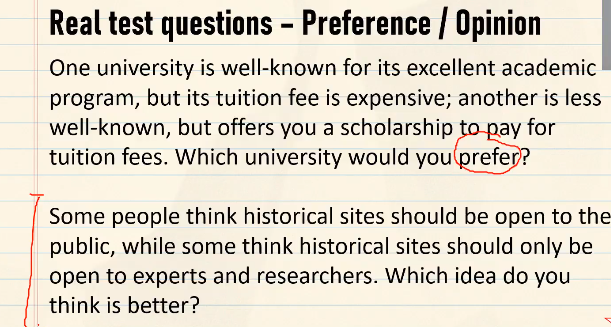 Real test questions – Preference / Opinion
One university is well-known for its excellent academic
program, but its tuition fee is expensive; another is less
well-known, but offers you a scholarship to pay for
tuition fees. Which university would you prefer?
Some people think historical sites should be open to the
public, while some think historical sites should only be
open to experts and researchers. Which idea do you
think is better?